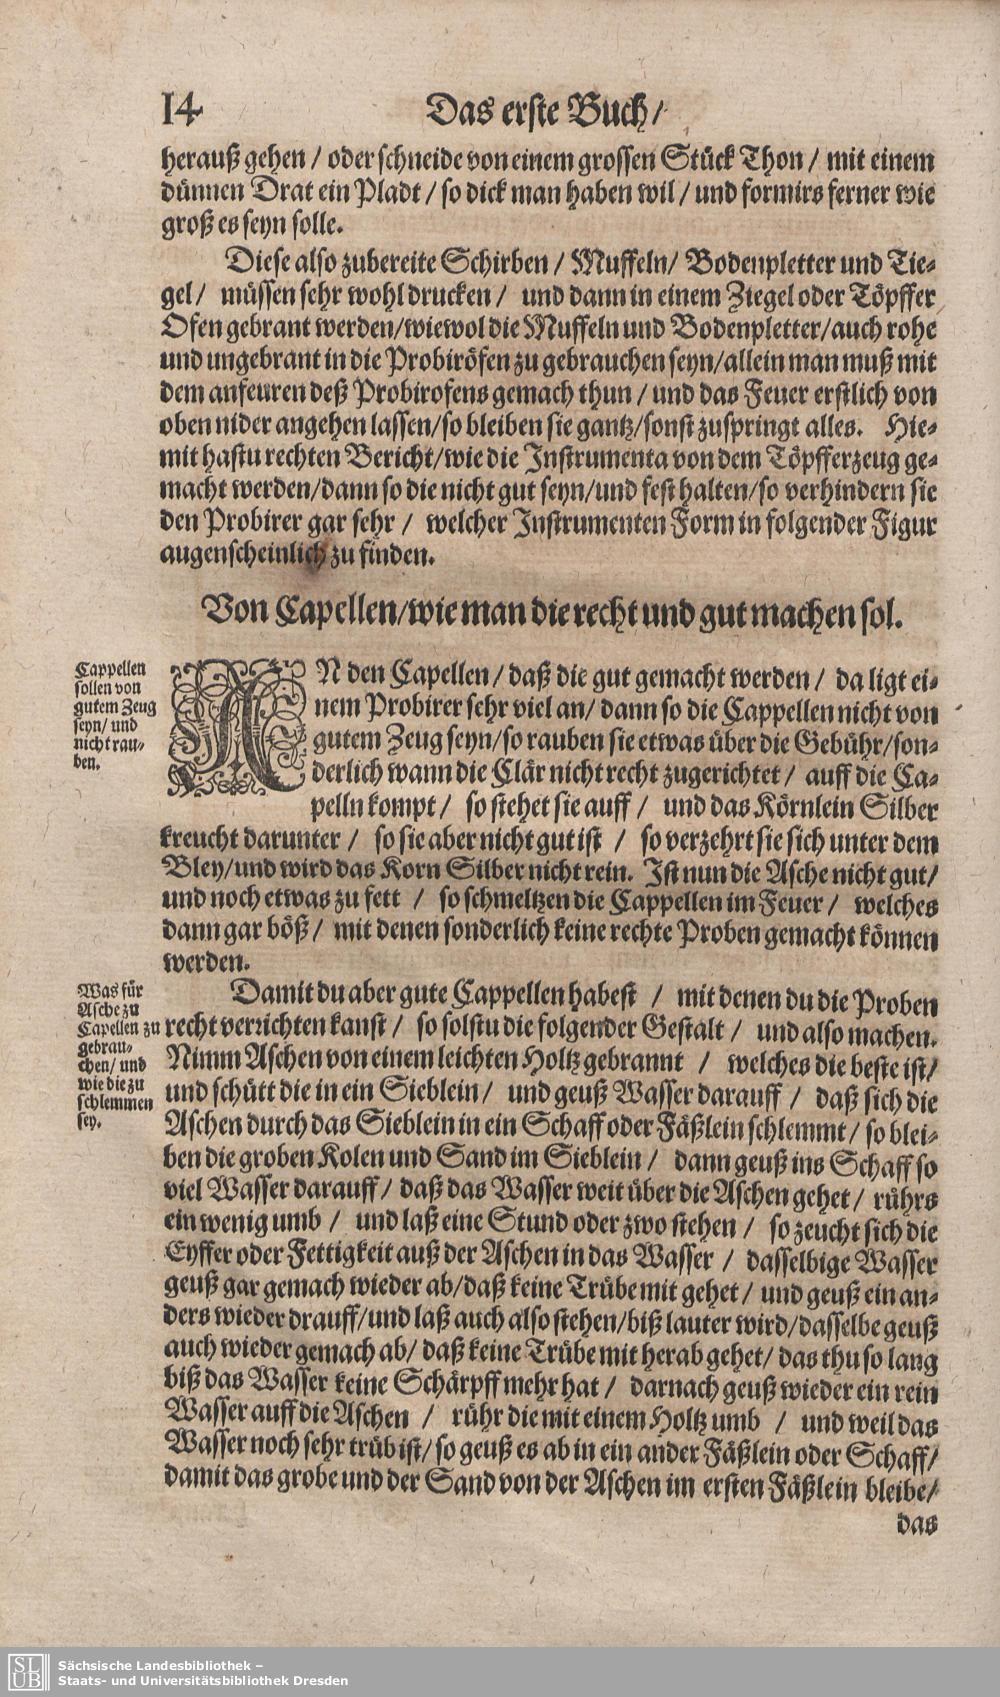 14 Das erste Buch/
herauß gehen / oder schneide von einem grossen Stück Thon / mit einem
dünnen Drat ein Pladt / so dick man haben wil / und formirs ferner wie
groß es seyn solle.
Diese also zubereite Schirben / Muffeln / Bodenpletter und Tie-
gel / müssen sehr wohl drucken / und dann in einem Ziegel oder Töpffer
Ofen gebrant werden/wiewol die Muffeln und Bodenpletter/auch rohe
und ungebrant in die Probiröfen zu gebrauchen seyn/allein man muß mit
dem anfeuren deß Probirofens gemach thun / und das Feuer erstlich von
oben nider angehen lassen/so bleiben sie gantz/sonst zuspringt alles. Hie-
mit hastu rechten Bericht/wie die Instrumenta von dem Töpfferzeug ge-
macht werden/dann so die nicht gut seyn/und fest halten/so verhindern sie
den Probirer gar sehr / welcher Instrumenten Form in folgender Figur
augenscheinlich zu finden.
Von Capellen/wie man die recht und gut machen sol.
Cappellen
sollen von
gutem Zeug
seyn/ und
nicht rau-
ben.
AN den Capellen / daß die gut gemacht werden / da ligt ei-
nem Probirer sehr viel an / dann so die Cappellen nicht von
gutem Zeug seyn/so rauben sie etwas über die Gebühr/son-
derlich wann die Clär nicht recht zugerichtet / auff die Ca-
pelln kompt / so stehet sie auff / und das Körnlein Silber
kreucht darunter / so sie aber nicht gut ist / so verzehrt sie sich unter dem
Bley/und wird das Korn Silber nicht rein. Ist nun die Asche nicht gut/
und noch etwas zu fett / so schmeltzen die Cappellen im Feuer / welches
dann gar böß / mit denen sonderlich keine rechte Proben gemacht können
werden.
Was für
Asche zu
Capellen zu
gebrau-
chen/ und
wie die zu
schlemmen
sey.
Damit du aber gute Cappellen habest / mit denen du die Proben
recht verrichten kanst / so solstu die folgender Gestalt / und also machen.
Nimm Aschen von einem leichten Holtz gebrannt / welches die beste ist/
und schütt die in ein Sieblein / und geuß Wasser darauff / daß sich die
Aschen durch das Sieblein in ein Schaff oder Fäßlein schlemmt / so blei-
ben die groben Kolen und Sand im Sieblein / dann geuß ins Schaff so
viel Wasser darauff / daß das Wasser weit über die Aschen gehet / rührs
ein wenig umb / und laß eine Stund oder zwo stehen / so zeucht sich die
Eyffer oder Fettigkeit auß der Aschen in das Wasser / dasselbige Wasser
geuß gar gemach wieder ab/daß keine Trübe mit gehet / und geuß ein an-
ders wieder drauff/und laß auch also stehen/biß lauter wird/dasselbe geuß
auch wieder gemach ab/ daß keine Trübe mit herab gehet/ das thu so lang
biß das Wasser keine Schärpff mehr hat / darnach geuß wieder ein rein
Wasser auff die Aschen / rühr die mit einem Holtz umb / und weil das
Wasser noch sehr trüb ist/so geuß es ab in ein ander Fäßlein oder Schaff/
damit das grobe und der Sand von der Aschen im ersten Fäßlein bleibe/
das
SLUB
Sächsische Landesbibliothek –
Staats- und Universitätsbibliothek Dresden